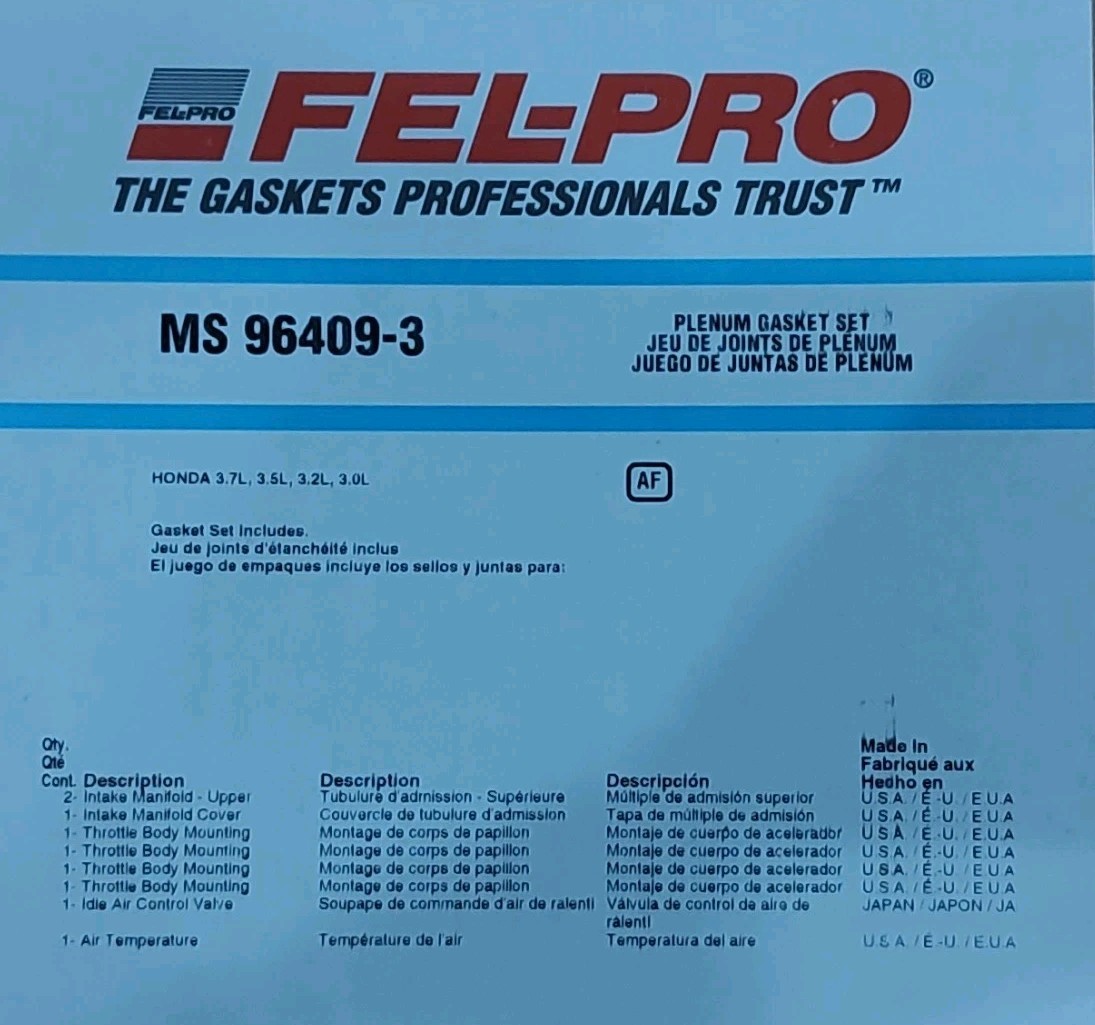 FEL-PRO
FEL-PRO®
THE GASKETS PROFESSIONALS TRUST™
MS 96409-3
PLENUM GASKET SET
JEU DE JOINTS DE PLENUM
JUEGO DE JUNTAS DE PLENUM
HONDA 3.7L, 3.5L, 3.2L, 3.0L
AF
Gasket Set Includes.
Jeu de joints d'étanchéité inclus
El juego de empaques incluye los sellos y juntas para:
Qty.
Qté
Cont. Description Description Descripción
Made In
Fabriqué aux
Hecho en
2- Intake Manifold - Upper Tubulure d'admission - Supérieure Múltiple de admisión superior U.S.A. / É.-U. / E.U.A
1- Intake Manifold Cover Couvercle de tubulure d'admission Tapa de múltiple de admisión U.S.A. / É.-U. / E.U.A
1- Throttle Body Mounting Montage de corps de papillon Montaje de cuerpo de acelerador U.S.A. / É.-U. / E.U.A
1- Throttle Body Mounting Montage de corps de papillon Montaje de cuerpo de acelerador U.S.A. / É.-U. / E.U.A
1- Throttle Body Mounting Montage de corps de papillon Montaje de cuerpo de acelerador U.S.A. / É.-U. / E.U.A
1- Throttle Body Mounting Montage de corps de papillon Montaje de cuerpo de acelerador U.S.A. / É.-U. / E.U.A
1- Idle Air Control Valve Soupape de commande d'air de ralenti Válvula de control de aire de JAPAN / JAPON / JA
ralenti
1- Air Temperature Température de l'air Temperatura del aire U.S.A. / É.-U. / E.U.A